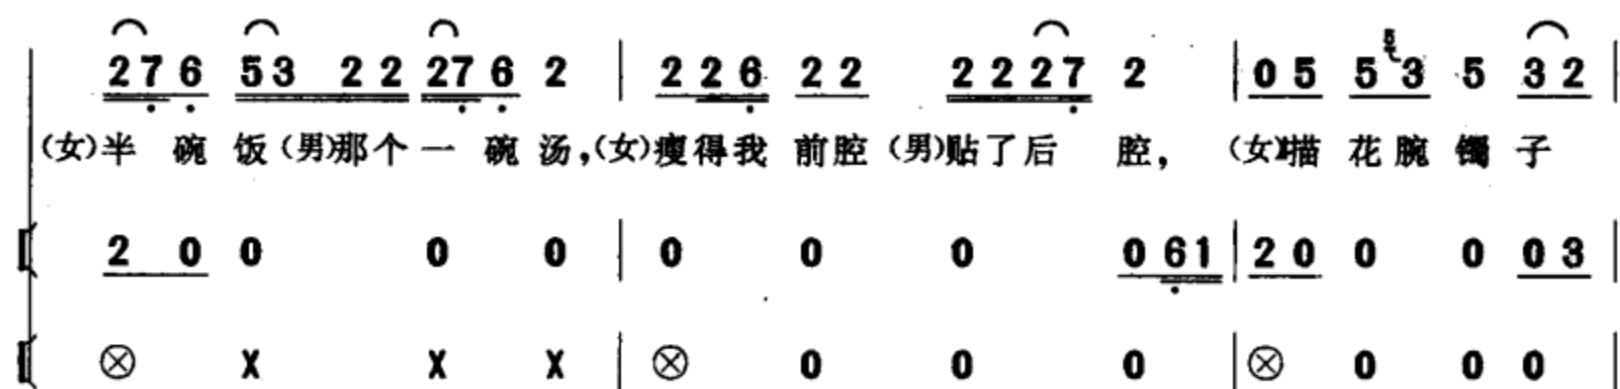 2 7 6 5 3 2 2 2 7 6 2 | 2 2 6 2 2 2 2 2 7 2 | 0 5 5 5 3 5 3 2 |
(女)半 碗 饭(男)那个 一 碗 汤,(女)瘦得我 前腔 (男)贴了后 腔, (女)描 花腕 镯 子
2 0 0 0 0 | 0 0 0 0 6 1 | 2 0 0 0 0 3 |
⊗ X X X | ⊗ 0 0 0 | ⊗ 0 0 0 |